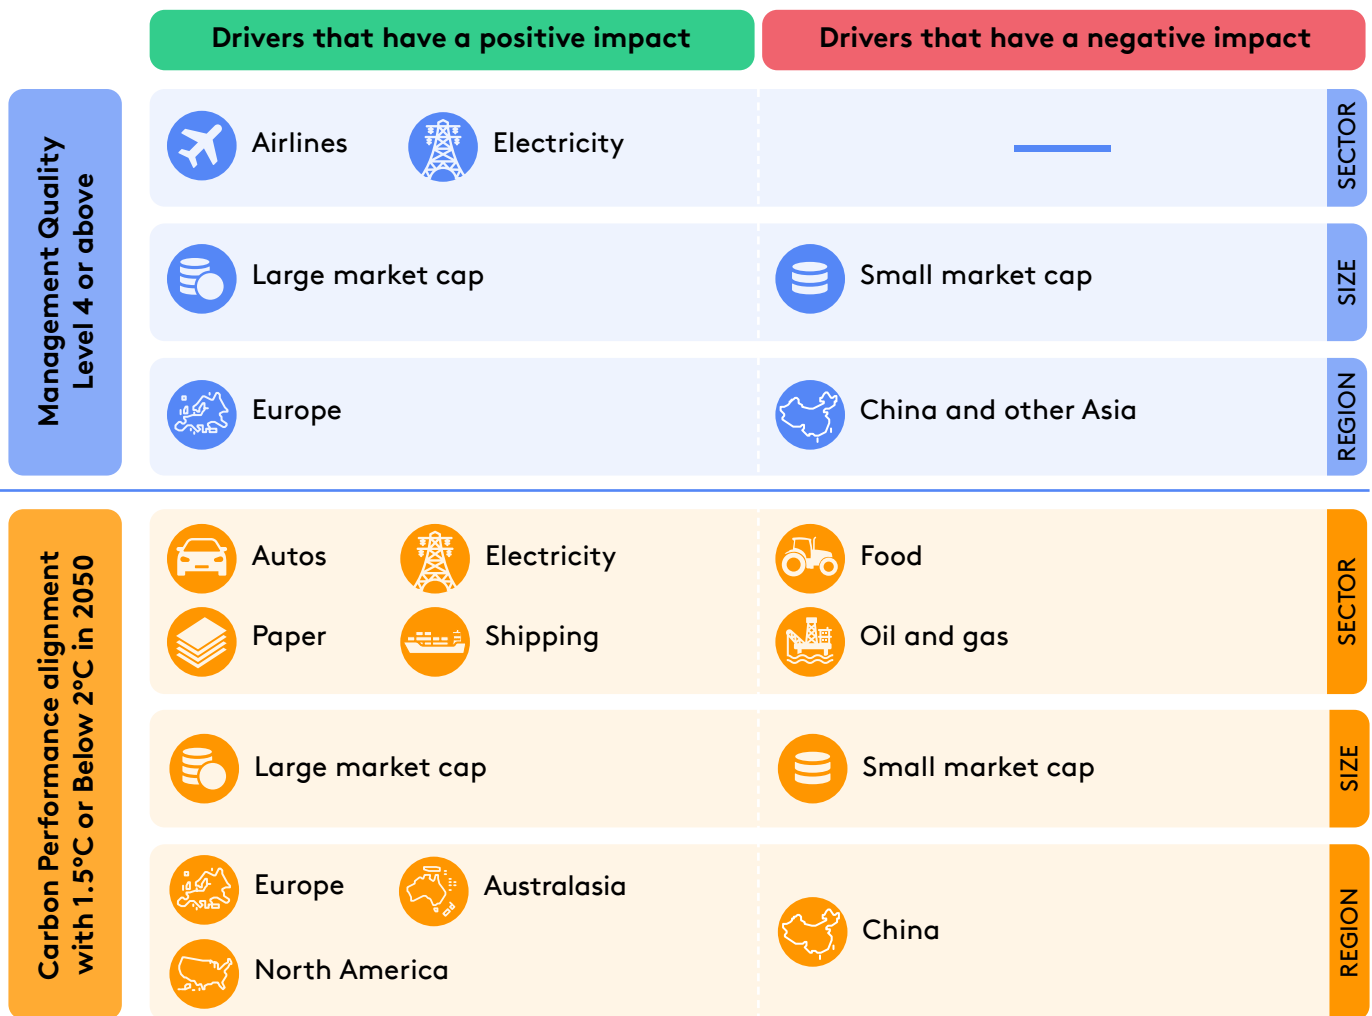 Drivers that have a positive impact
Drivers that have a negative impact
Management Quality
Level 4 or above
Airlines
Electricity
SECTOR
Large market cap
Small market cap
SIZE
Europe
China and other Asia
REGION
Carbon Performance alignment
with 1.5°C or Below 2°C in 2050
Autos
Electricity
Food
Paper
Shipping
Oil and gas
SECTOR
Large market cap
Small market cap
SIZE
Europe
Australasia
North America
China
REGION